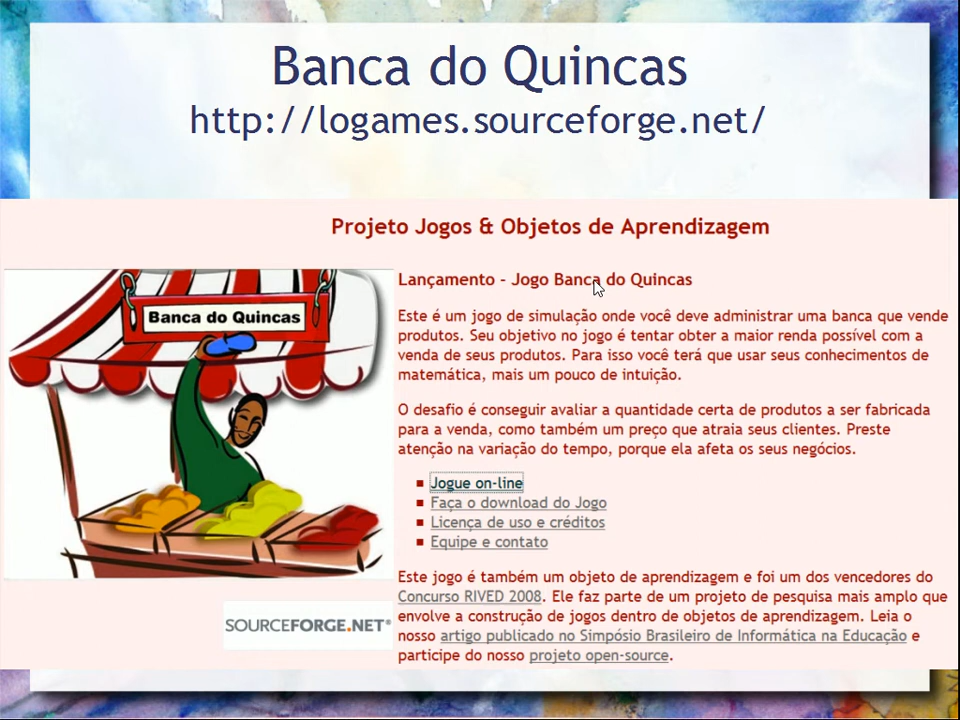 Banca do Quincas
http://logames.sourceforge.net/
Projeto Jogos & Objetos de Aprendizagem
Banca do Quincas
Lançamento - Jogo Banca do Quincas
Este é um jogo de simulação onde você deve administrar uma banca que vende
produtos. Seu objetivo no jogo é tentar obter a maior renda possível com a
venda de seus produtos. Para isso você terá que usar seus conhecimentos de
matemática, mais um pouco de intuição.
O desafio é conseguir avaliar a quantidade certa de produtos a ser fabricada
para a venda, como também um preço que atraia seus clientes. Preste
atenção na variação do tempo, porque ela afeta os seus negócios.
Jogue on-line
Faça o download do Jogo
Licença de uso e créditos
Equipe e contato
Este jogo é também um objeto de aprendizagem e foi um dos vencedores do
Concurso RIVED 2008. Ele faz parte de um projeto de pesquisa mais amplo que
envolve a construção de jogos dentro de objetos de aprendizagem. Leia o
nosso artigo publicado no Simpósio Brasileiro de Informática na Educação e
participe do nosso projeto open-source.
SOURCEFORGE.NET®